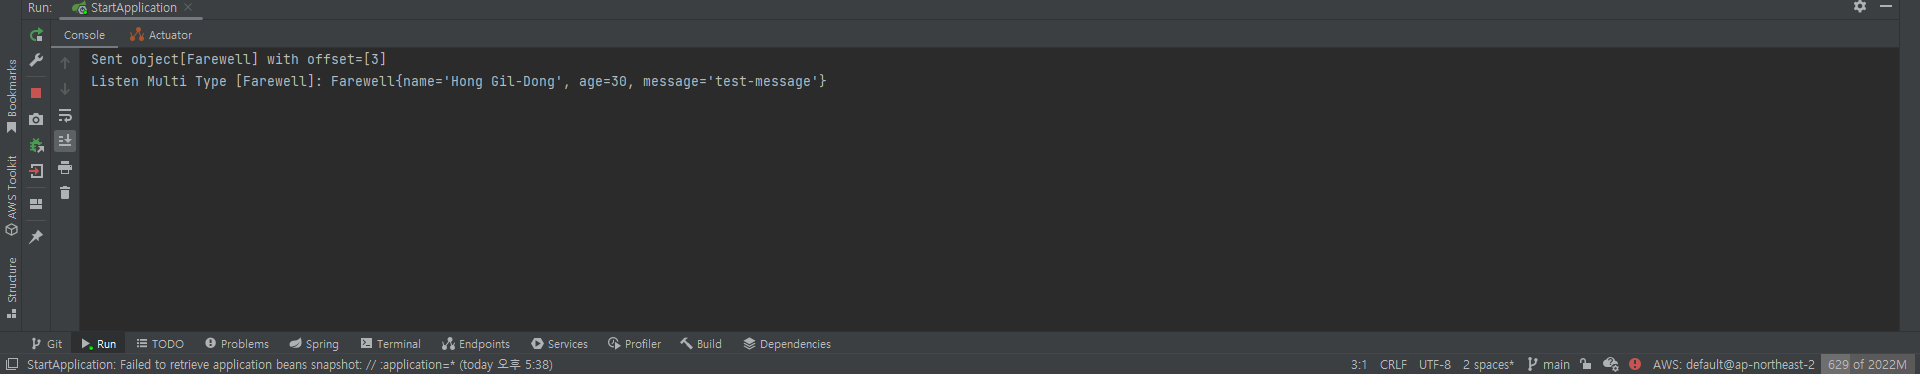 Run: StartApplication
Console Actuator
Sent object[Farewell] with offset=[3]
Listen Multi Type [Farewell]: Farewell{name='Hong Gil-Dong', age=30, message='test-message'}
Bookmarks
AWS Toolkit
Structure
Git Run TODO Problems Spring Terminal Endpoints Services Profiler Build Dependencies
StartApplication: Failed to retrieve application beans snapshot: // :application=* (today 오후 5:38) 3:1 CRLF UTF-8 2 spaces* main AWS: default@ap-northeast-2 629 of 2022M